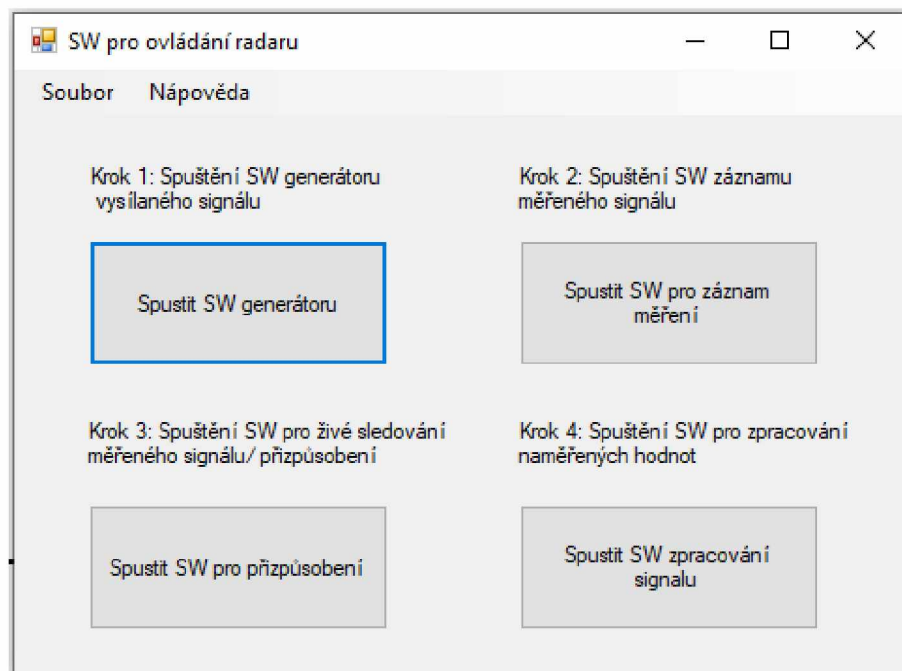 SW pro ovládání radaru
Soubor Nápověda
Krok 1: Spuštění SW generátoru
vysílaného signálu
Spustit SW generátoru
Krok 2: Spuštění SW záznamu
měřeného signálu
Spustit SW pro záznam
měření
Krok 3: Spuštění SW pro živé sledování
měřeného signálu/ přizpůsobení
Spustit SW pro přizpůsobení
Krok 4: Spuštění SW pro zpracování
naměřených hodnot
Spustit SW zpracování
signalu